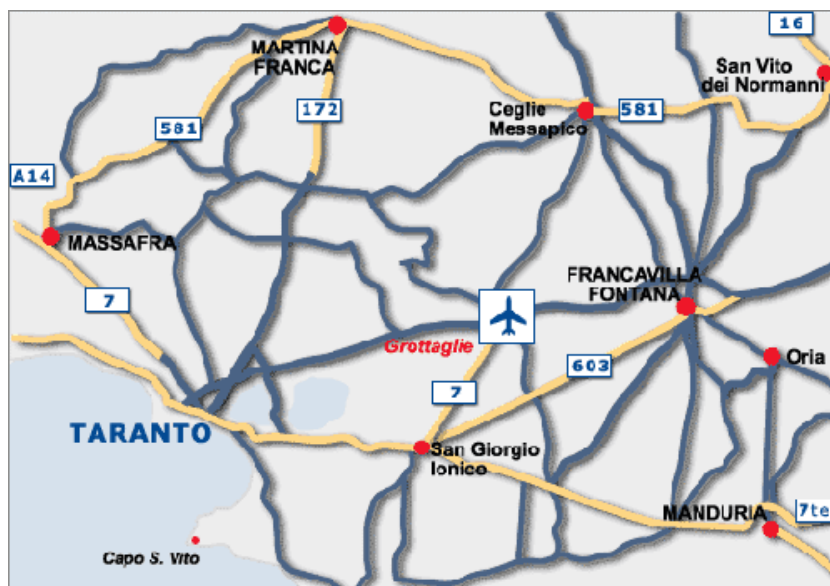 16
MARTINA
FRANCA
San Vito
dei Normanni
581
172
Ceglie
Messapico
581
A14
MASSAFRA
FRANCAVILLA
FONTANA
7
Grottaglie
Oria
603
7
TARANTO
San Giorgio
Ionico
MANDURIA
7te
Capo S. Vito